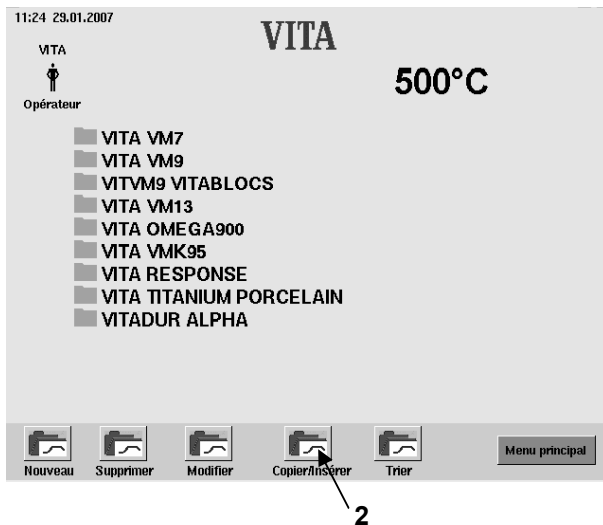 11:24 29.01.2007
VITA
VITA
500°C
Opérateur
VITA VM7
VITA VM9
VITVM9 VITABLOCS
VITA VM13
VITA OMEGA900
VITA VMK95
VITA RESPONSE
VITA TITANIUM PORCELAIN
VITADUR ALPHA
Nouveau Supprimer Modifier Copier/Insérer Trier Menu principal
2